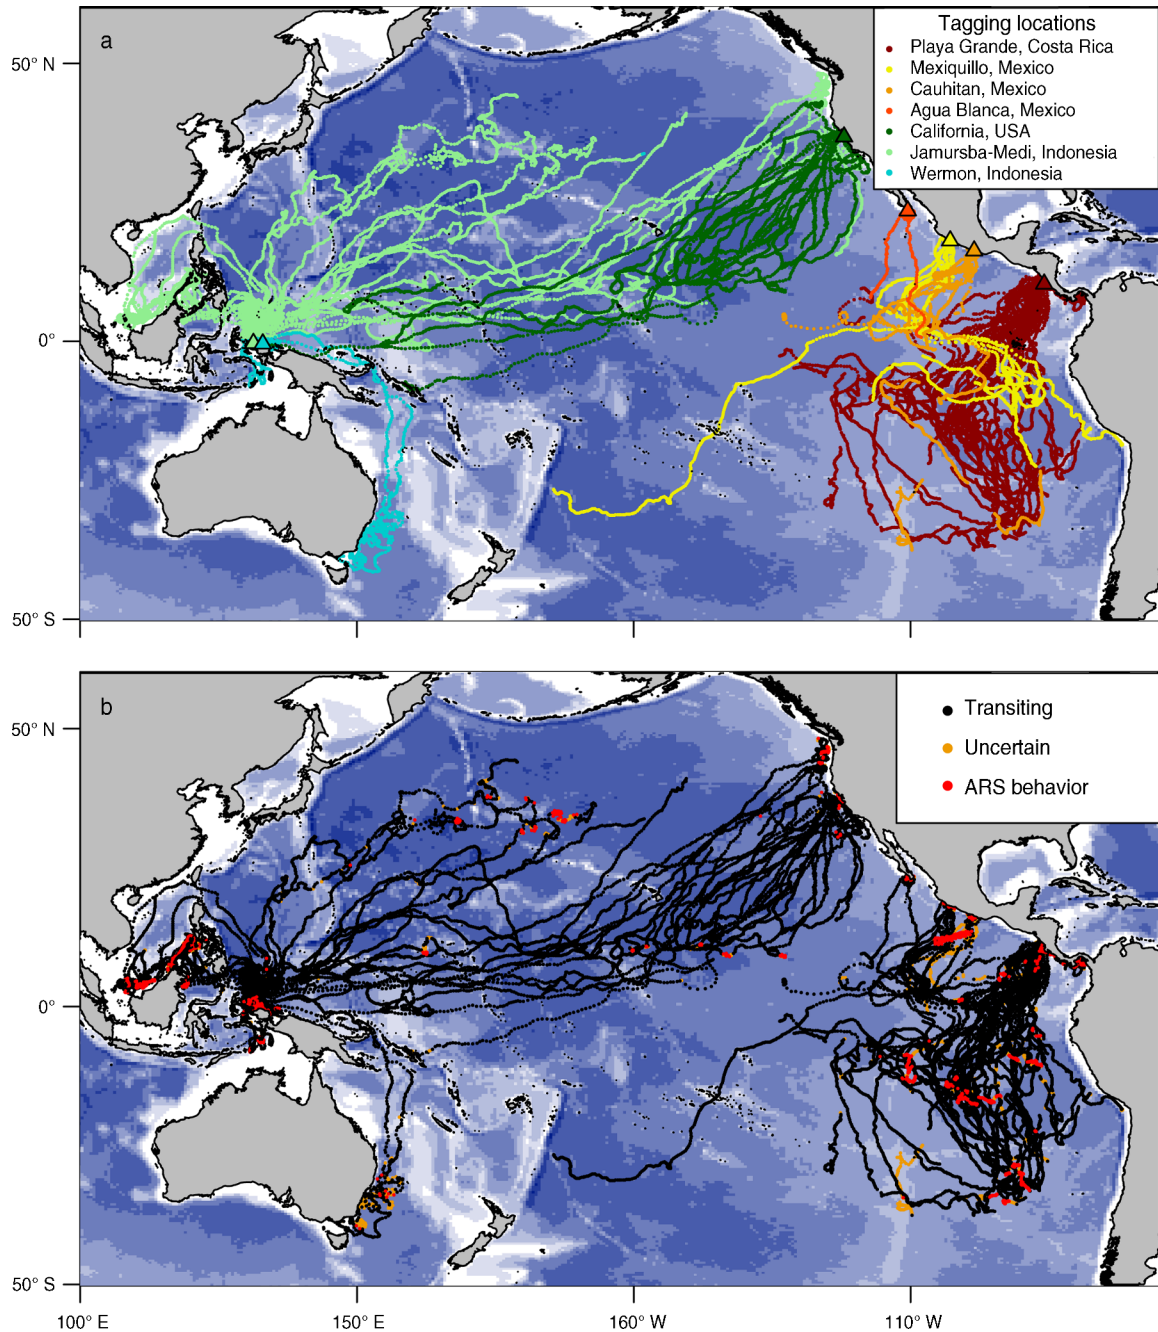 a
Tagging locations
Playa Grande, Costa Rica
Mexiquillo, Mexico
Cauhitan, Mexico
Agua Blanca, Mexico
California, USA
Jamursba-Medi, Indonesia
Wermon, Indonesia
50° N
0°
50° S
b
Transiting
Uncertain
ARS behavior
50° N
0°
50° S
100° E
150° E
160° W
110° W